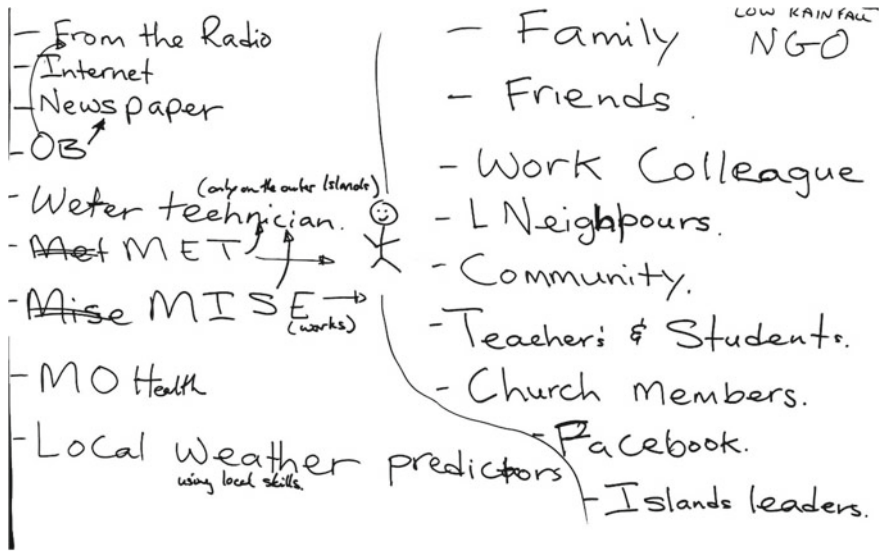 - From the Radio
- Internet
- Newspaper
- OB
- Water technician.
(only on the outer Islands)
- Met MET
- Mise MISE
(works)
- MO Health
- Local Weather predictors
using local skills.
LOW RAINFALL
NGO
- Family
- Friends.
- Work Colleague
- L Neighpours.
- Community.
- Teacher's & Students.
- Church members.
- Facebook.
- Islands leaders.